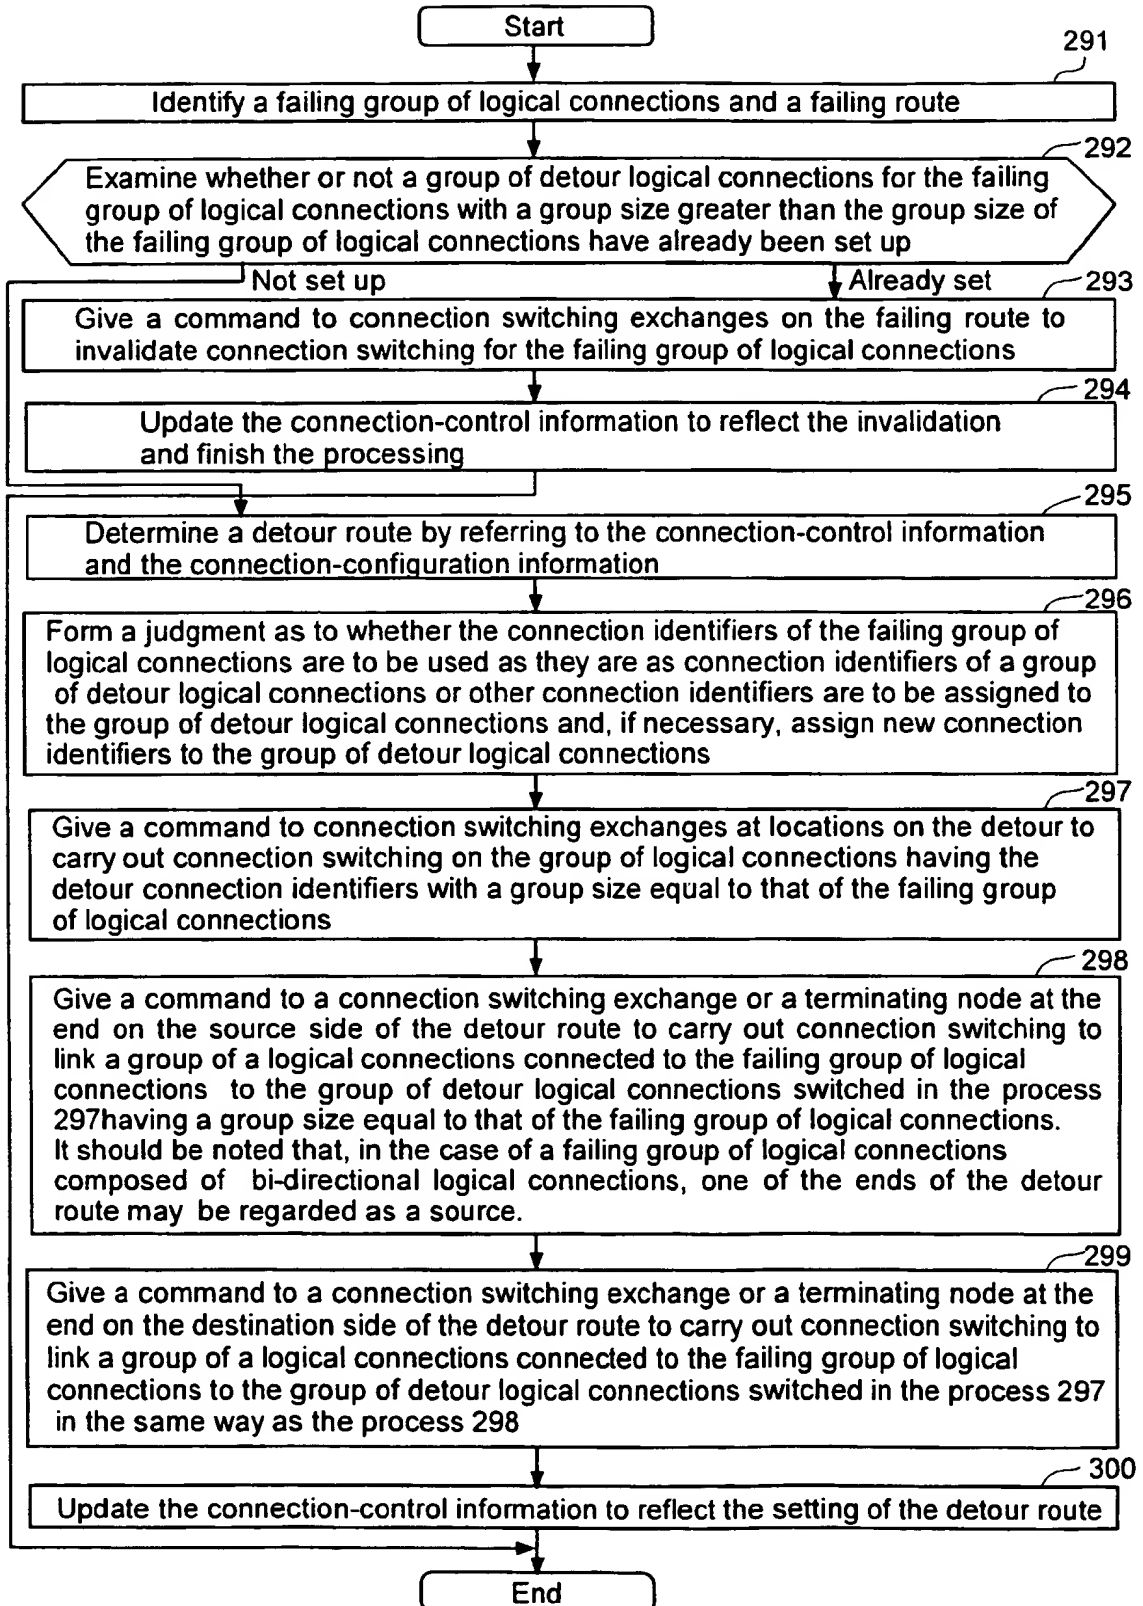 Start
291
Identify a failing group of logical connections and a failing route
292
Examine whether or not a group of detour logical connections for the failing
group of logical connections with a group size greater than the group size of
the failing group of logical connections have already been set up
Not set up
Already set
293
Give a command to connection switching exchanges on the failing route to
invalidate connection switching for the failing group of logical connections
294
Update the connection-control information to reflect the invalidation
and finish the processing
295
Determine a detour route by referring to the connection-control information
and the connection-configuration information
296
Form a judgment as to whether the connection identifiers of the failing group of
logical connections are to be used as they are as connection identifiers of a group
of detour logical connections or other connection identifiers are to be assigned to
the group of detour logical connections and, if necessary, assign new connection
identifiers to the group of detour logical connections
297
Give a command to connection switching exchanges at locations on the detour to
carry out connection switching on the group of logical connections having the
detour connection identifiers with a group size equal to that of the failing group
of logical connections
298
Give a command to a connection switching exchange or a terminating node at the
end on the source side of the detour route to carry out connection switching to
link a group of a logical connections connected to the failing group of logical
connections to the group of detour logical connections switched in the process
297having a group size equal to that of the failing group of logical connections.
It should be noted that, in the case of a failing group of logical connections
composed of bi-directional logical connections, one of the ends of the detour
route may be regarded as a source.
299
Give a command to a connection switching exchange or a terminating node at the
end on the destination side of the detour route to carry out connection switching to
link a group of a logical connections connected to the failing group of logical
connections to the group of detour logical connections switched in the process 297
in the same way as the process 298
300
Update the connection-control information to reflect the setting of the detour route
End